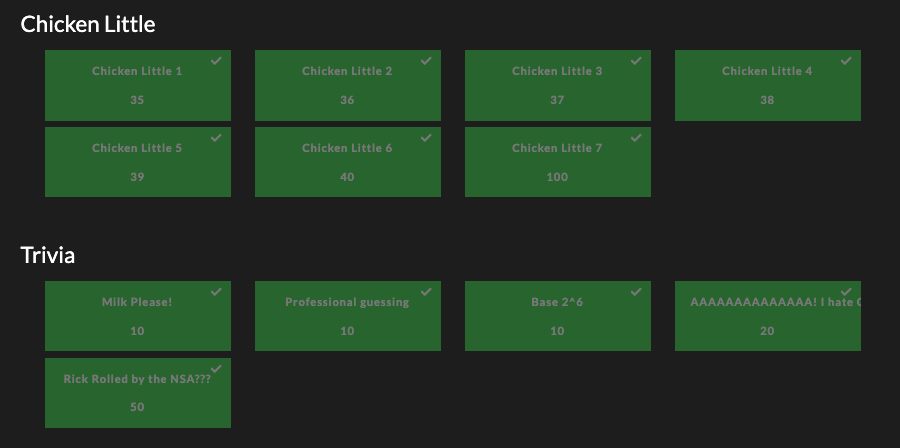 Chicken Little
Chicken Little 1
35
Chicken Little 2
36
Chicken Little 3
37
Chicken Little 4
38
Chicken Little 5
39
Chicken Little 6
40
Chicken Little 7
100
Trivia
Milk Please!
10
Professional guessing
10
Base 2^6
10
AAAAAAAAAAAAAA! I hate
20
Rick Rolled by the NSA???
50